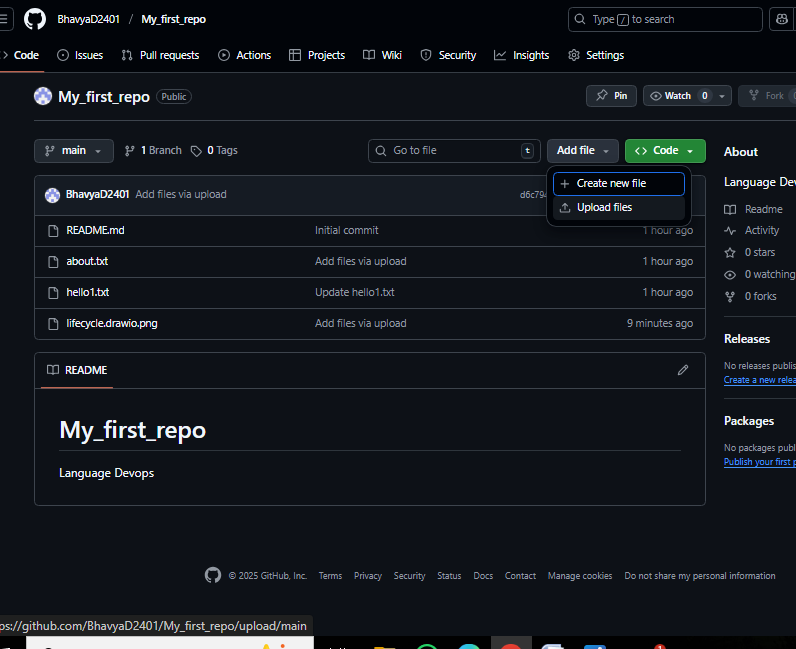 BhavyaD2401 / My_first_repo
Type / to search
Code Issues Pull requests Actions Projects Wiki Security Insights Settings
My_first_repo Public
Pin Watch 0 Fork
main 1 Branch 0 Tags
Go to file t
Add file Code
Create new file
Upload files
BhavyaD2401 Add files via upload
README.md Initial commit 1 hour ago
about.txt Add files via upload 1 hour ago
hello1.txt Update hello1.txt 1 hour ago
lifecycle.drawio.png Add files via upload 9 minutes ago
README
My_first_repo
Language Devops
About
Language
Readme
Activity
0 stars
0 watching
0 forks
Releases
No releases
Create a new
Packages
No packages
Publish your first
© 2025 GitHub, Inc. Terms Privacy Security Status Docs Contact Manage cookies Do not share my personal information
ps://github.com/BhavyaD2401/My_first_repo/upload/main